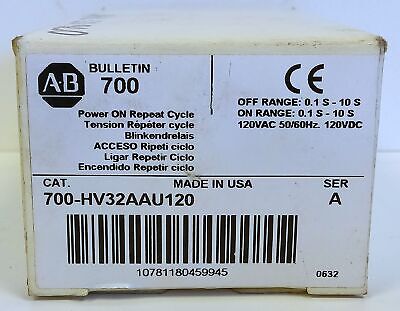 A-B
BULLETIN
700
CE
Power ON Repeat Cycle
Tension Répéter cycle
Blinkendrelais
ACCESO Ripeti ciclo
Ligar Repetir Ciclo
Encendido Repetir ciclo
OFF RANGE: 0.1 S - 10 S
ON RANGE: 0.1 S - 10 S
120VAC 50/60Hz. 120VDC
CAT.
MADE IN USA
SER
700-HV32AAU120
A
10781180459945
0632